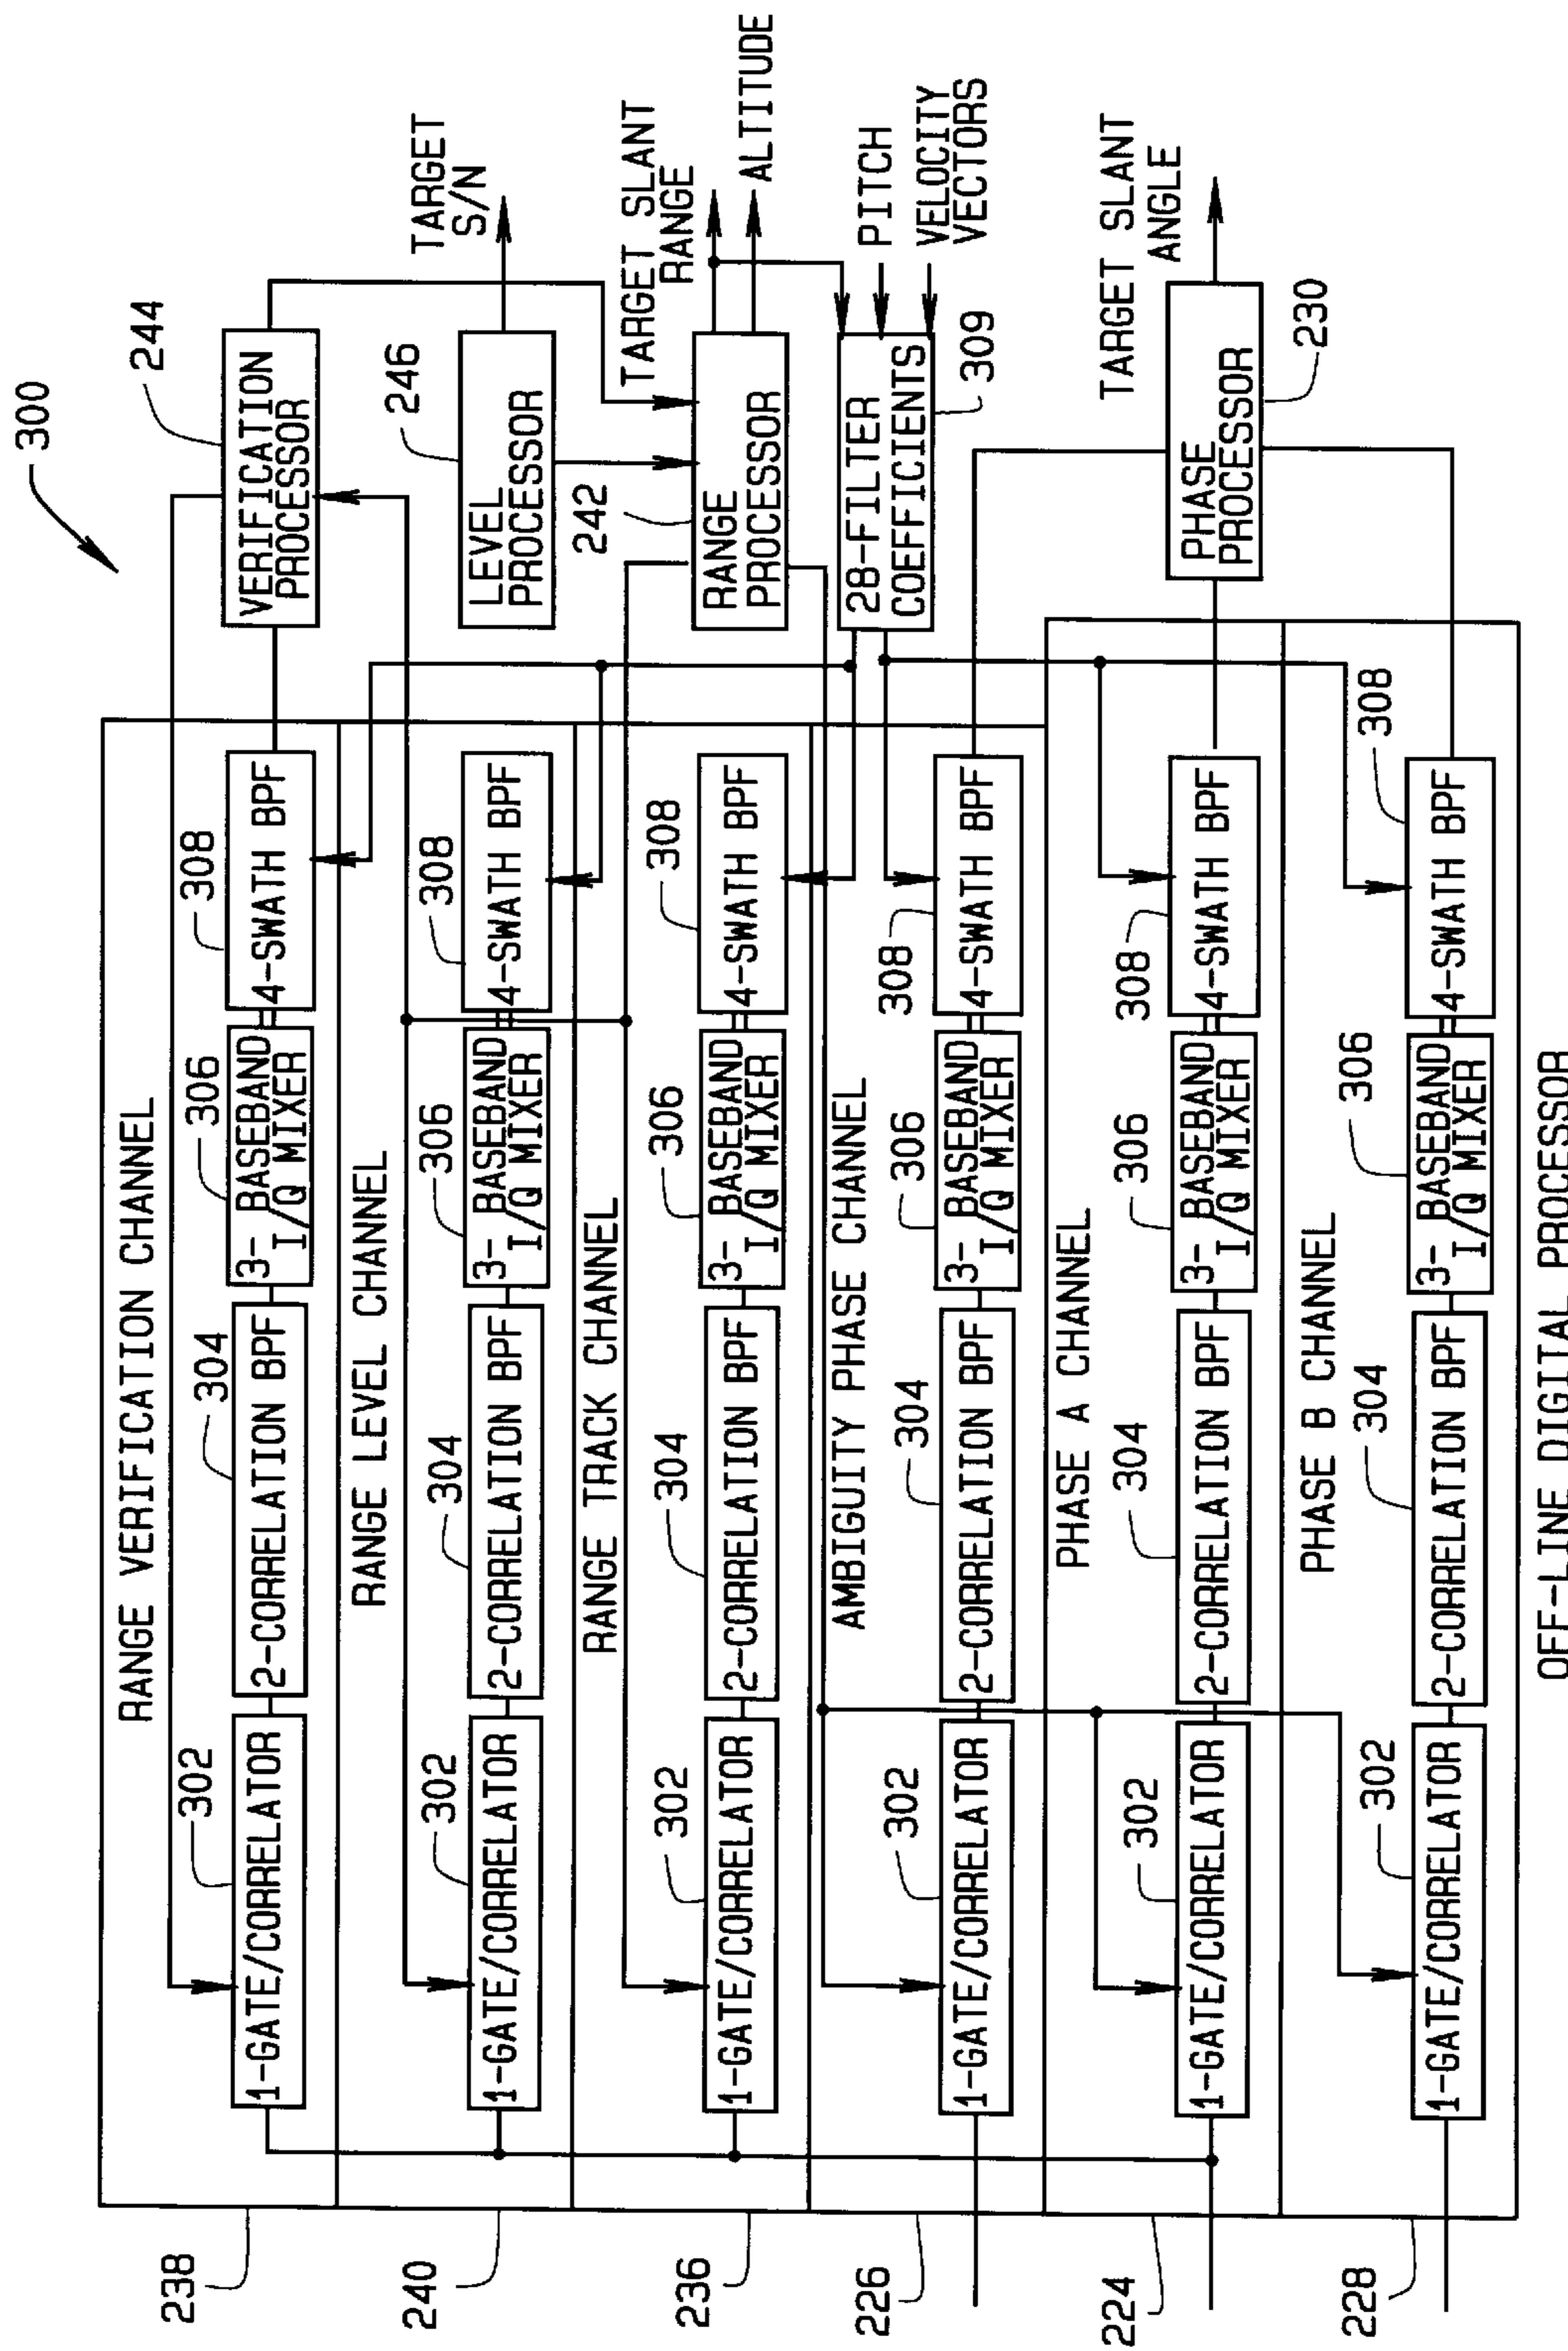 300
RANGE VERIFICATION CHANNEL
238
302
1-GATE/CORRELATOR
304
2-CORRELATION BPF
306
3- BASEBAND
I/Q MIXER
308
4-SWATH BPF
244
VERIFICATION
PROCESSOR
RANGE LEVEL CHANNEL
240
302
1-GATE/CORRELATOR
304
2-CORRELATION BPF
306
3- BASEBAND
I/Q MIXER
308
4-SWATH BPF
246
LEVEL
PROCESSOR
TARGET
S/N
RANGE TRACK CHANNEL
236
302
1-GATE/CORRELATOR
304
2-CORRELATION BPF
306
3- BASEBAND
I/Q MIXER
308
4-SWATH BPF
242
RANGE
PROCESSOR
TARGET SLANT
RANGE
ALTITUDE
28-FILTER
COEFFICIENTS
309
PITCH
VELOCITY
VECTORS
AMBIGUITY PHASE CHANNEL
226
302
1-GATE/CORRELATOR
304
2-CORRELATION BPF
306
3- BASEBAND
I/Q MIXER
308
4-SWATH BPF
PHASE A CHANNEL
224
302
1-GATE/CORRELATOR
304
2-CORRELATION BPF
306
3- BASEBAND
I/Q MIXER
308
4-SWATH BPF
PHASE
PROCESSOR
230
TARGET SLANT
ANGLE
PHASE B CHANNEL
228
302
1-GATE/CORRELATOR
304
2-CORRELATION BPF
306
3- BASEBAND
I/Q MIXER
308
4-SWATH BPF
OFF-LINE DIGITAL PROCESSOR